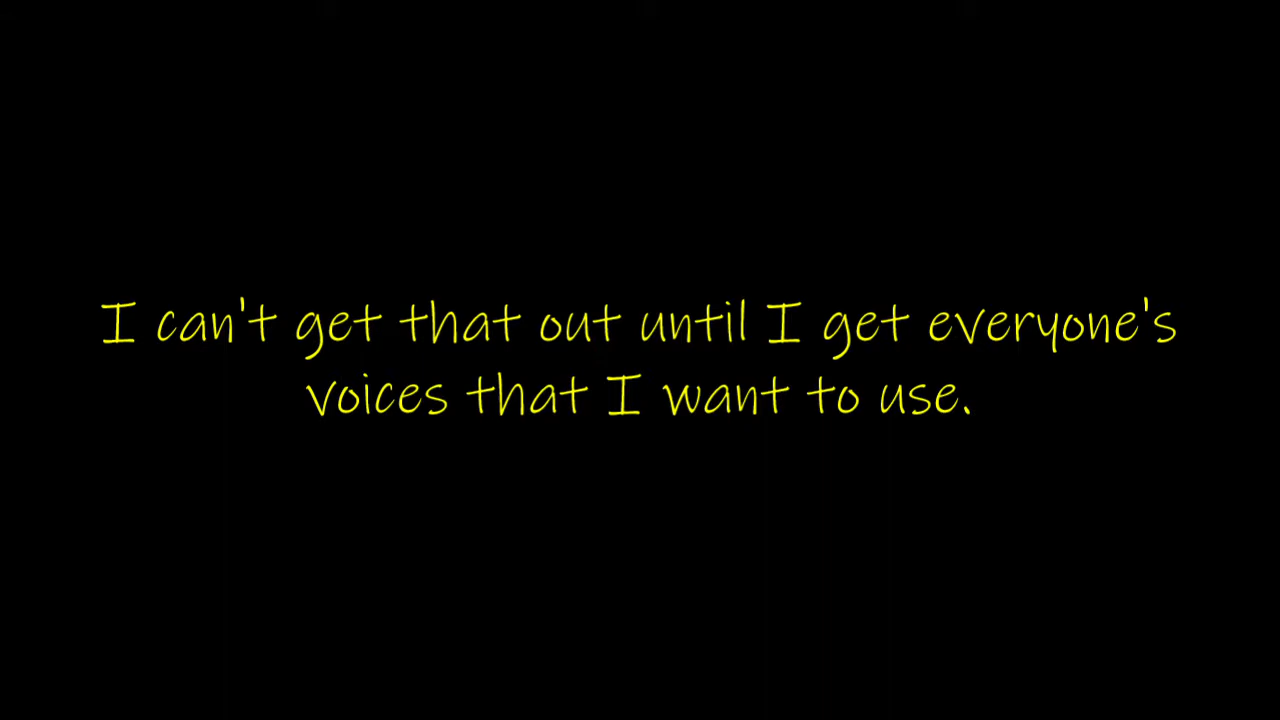 I can't get that out until I get everyone's
voices that I want to use.